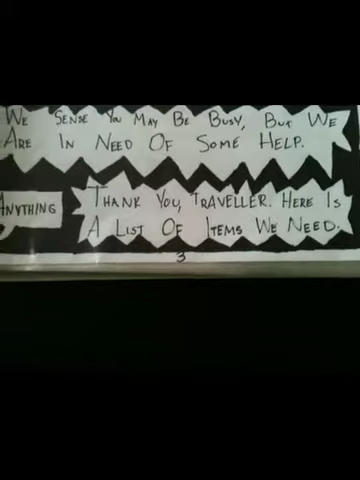 We Sense You May Be Busy, But We
Are In Need Of Some Help.
Anything
Thank You, Traveller. Here Is
A List Of Items We Need.
3